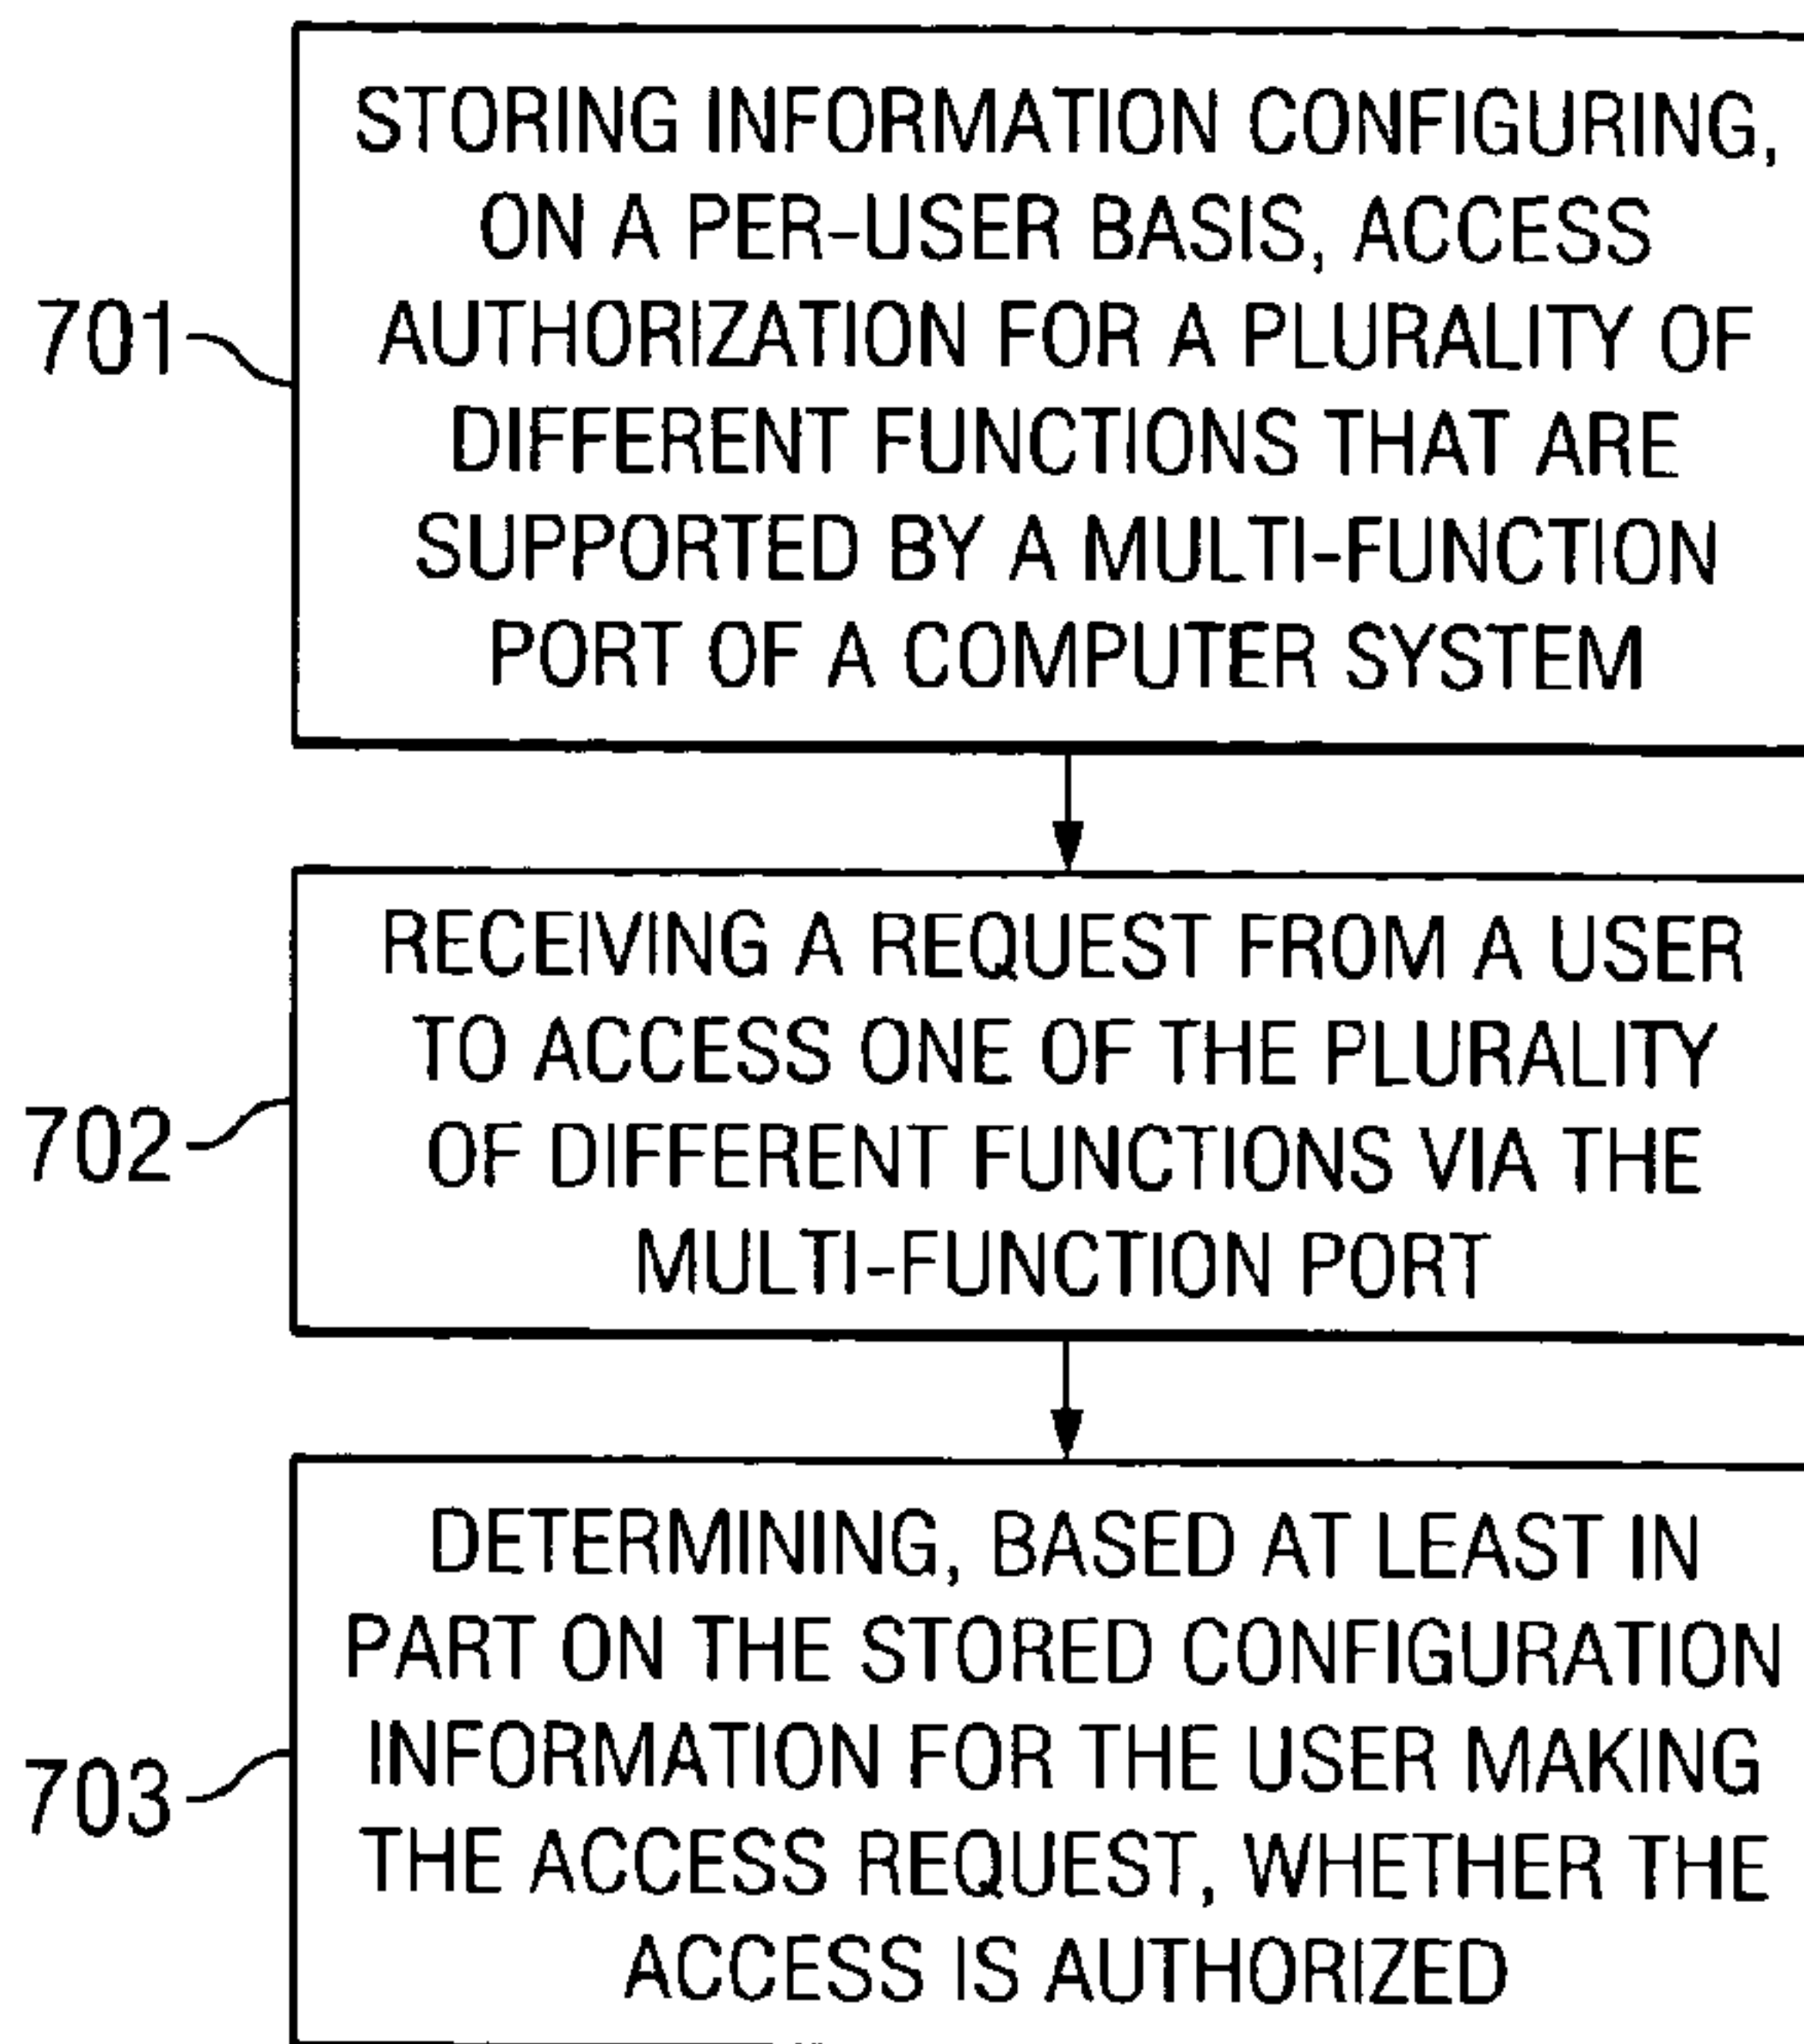 STORING INFORMATION CONFIGURING,
ON A PER-USER BASIS, ACCESS
AUTHORIZATION FOR A PLURALITY OF
DIFFERENT FUNCTIONS THAT ARE
SUPPORTED BY A MULTI-FUNCTION
PORT OF A COMPUTER SYSTEM
701
RECEIVING A REQUEST FROM A USER
TO ACCESS ONE OF THE PLURALITY
OF DIFFERENT FUNCTIONS VIA THE
MULTI-FUNCTION PORT
702
DETERMINING, BASED AT LEAST IN
PART ON THE STORED CONFIGURATION
INFORMATION FOR THE USER MAKING
THE ACCESS REQUEST, WHETHER THE
ACCESS IS AUTHORIZED
703